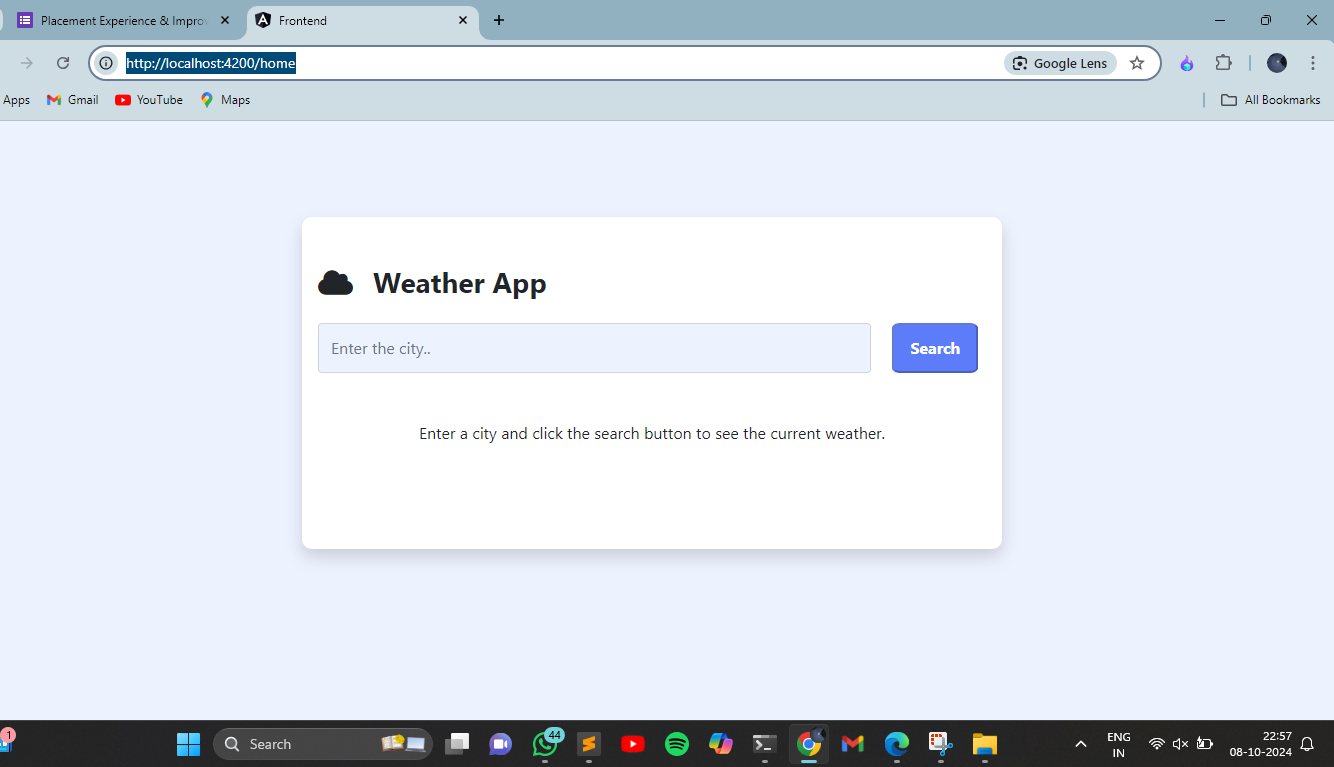 Placement Experience & Improv
Frontend
http://localhost:4200/home
Google Lens
Apps
Gmail
YouTube
Maps
All Bookmarks
Weather App
Enter the city..
Search
Enter a city and click the search button to see the current weather.
1
Search
44
ENG
IN
22:57
08-10-2024